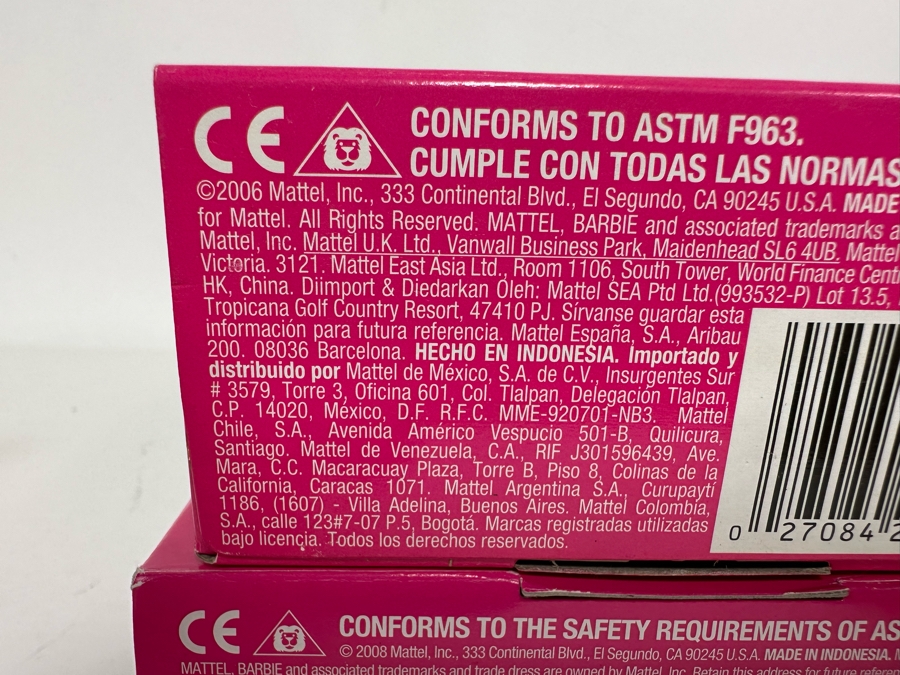 CE CONFORMS TO ASTM F963.
CUMPLE CON TODAS LAS NORMAS
©2006 Mattel, Inc., 333 Continental Blvd., El Segundo, CA 90245 U.S.A. MADE
for Mattel. All Rights Reserved. MATTEL, BARBIE and associated trademarks a
Mattel, Inc. Mattel U.K. Ltd., Vanwall Business Park, Maidenhead SL6 4UB. Mattel
Victoria. 3121. Mattel East Asia Ltd., Room 1106, South Tower, World Finance Cent
HK, China. Diimport & Diedarkan Oleh: Mattel SEA Ptd Ltd.(993532-P) Lot 13.5,
Tropicana Golf Country Resort, 47410 PJ. Sírvanse guardar esta
información para futura referencia. Mattel España, S.A., Aribau
200. 08036 Barcelona. HECHO EN INDONESIA. Importado y
distribuido por Mattel de México, S.A. de C.V., Insurgentes Sur
# 3579, Torre 3, Oficina 601, Col. Tlalpan, Delegación Tlalpan,
C.P. 14020, México, D.F. R.F.C. MME-920701-NB3. Mattel
Chile, S.A., Avenida Américo Vespucio 501-B, Quilicura,
Santiago. Mattel de Venezuela, C.A., RIF J301596439, Ave.
Mara, C.C. Macaracuay Plaza, Torre B, Piso 8, Colinas de la
California, Caracas 1071. Mattel Argentina S.A., Curupaytí
1186, (1607) - Villa Adelina, Buenos Aires. Mattel Colombia,
S.A., calle 123#7-07 P.5, Bogotá. Marcas registradas utilizadas
bajo licencia. Todos los derechos reservados.
0 27084 2
CE CONFORMS TO THE SAFETY REQUIREMENTS OF AS
© 2008 Mattel, Inc., 333 Continental Blvd., El Segundo, CA 90245 U.S.A. MADE IN INDONESIA.
MATTEL, BARBIE and associated trademarks and trade dress are owned by Mattel, Inc. Retain this address for future referen